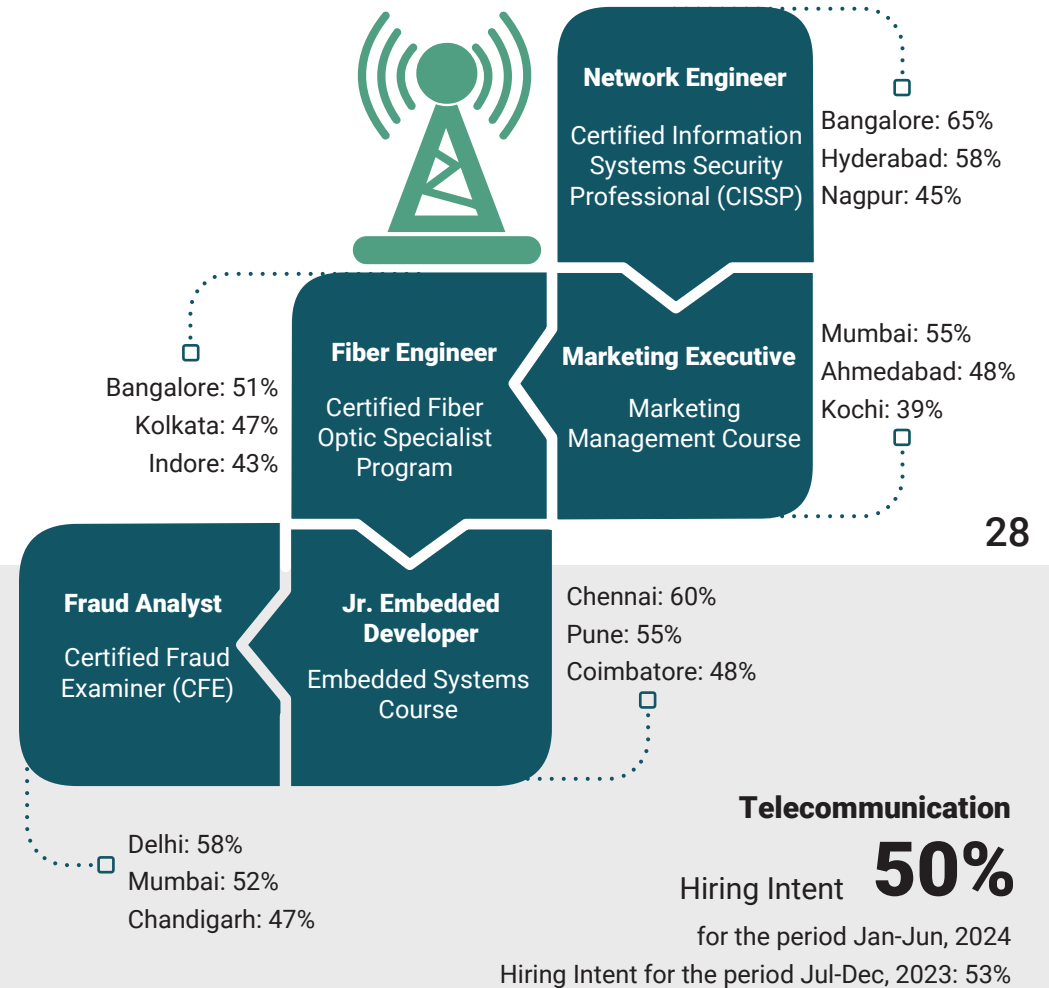 Network Engineer
Certified Information
Systems Security
Professional (CISSP)
Bangalore: 65%
Hyderabad: 58%
Nagpur: 45%
Fiber Engineer
Certified Fiber
Optic Specialist
Program
Bangalore: 51%
Kolkata: 47%
Indore: 43%
Marketing Executive
Marketing
Management Course
Mumbai: 55%
Ahmedabad: 48%
Kochi: 39%
28
Fraud Analyst
Certified Fraud
Examiner (CFE)
Jr. Embedded
Developer
Embedded Systems
Course
Chennai: 60%
Pune: 55%
Coimbatore: 48%
Delhi: 58%
Mumbai: 52%
Chandigarh: 47%
Telecommunication
Hiring Intent 50%
for the period Jan-Jun, 2024
Hiring Intent for the period Jul-Dec, 2023: 53%